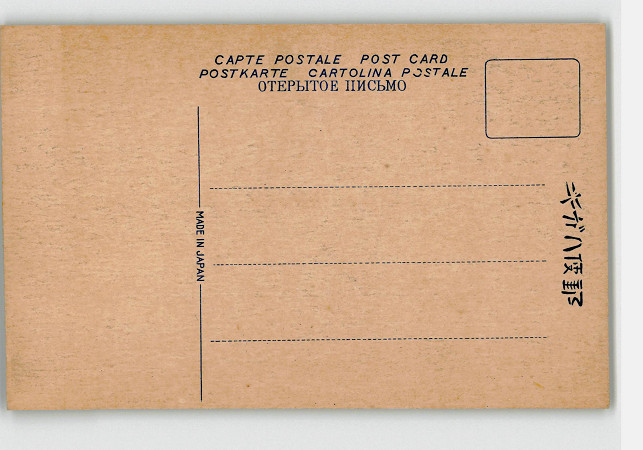 CAPTE POSTALE POST CARD
POSTKARTE CARTOLINA POSTALE
ОТЕРЫТОЕ ПИСЬМО
MADE IN JAPAN
郵便ハガキ